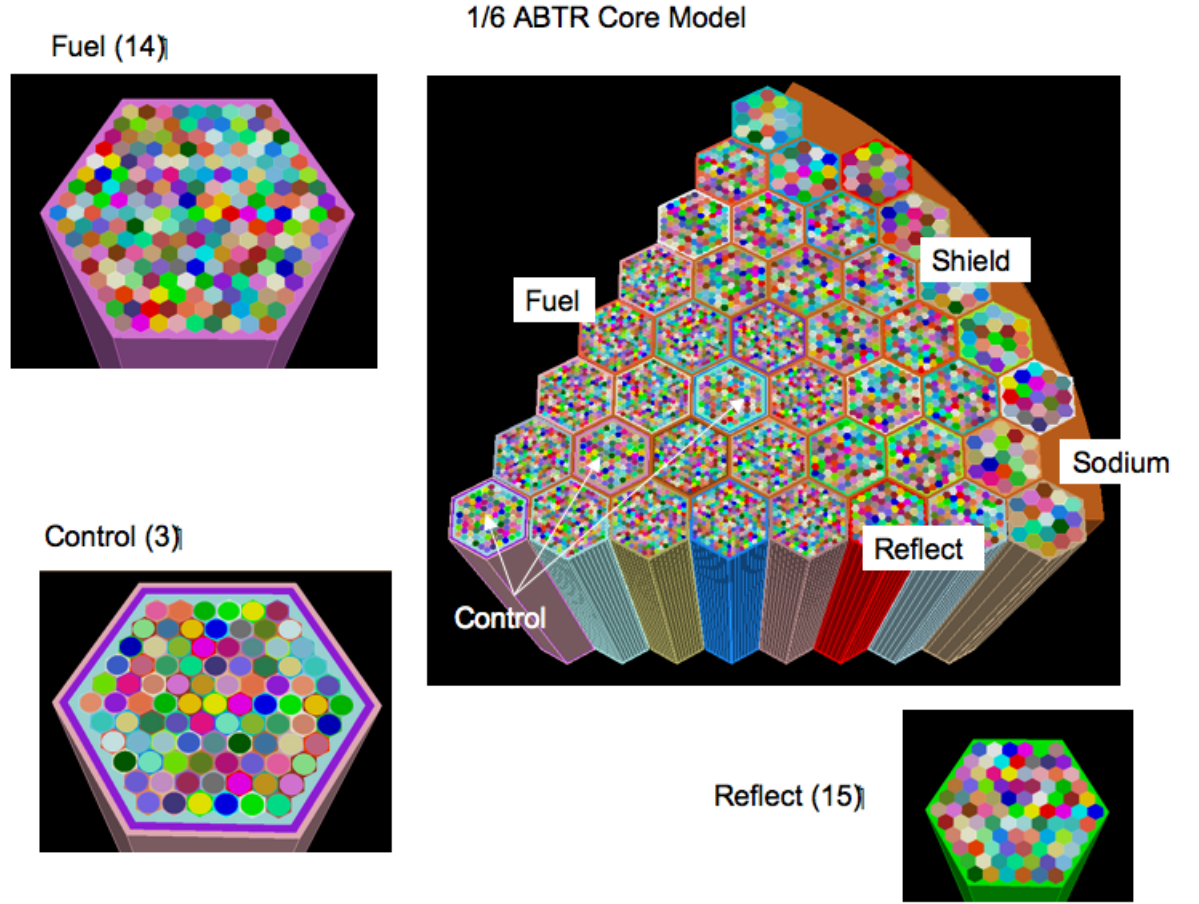 1/6 ABTR Core Model
Fuel (14)
Shield
Fuel
Sodium
Control (3)
Reflect
Control
Reflect (15)